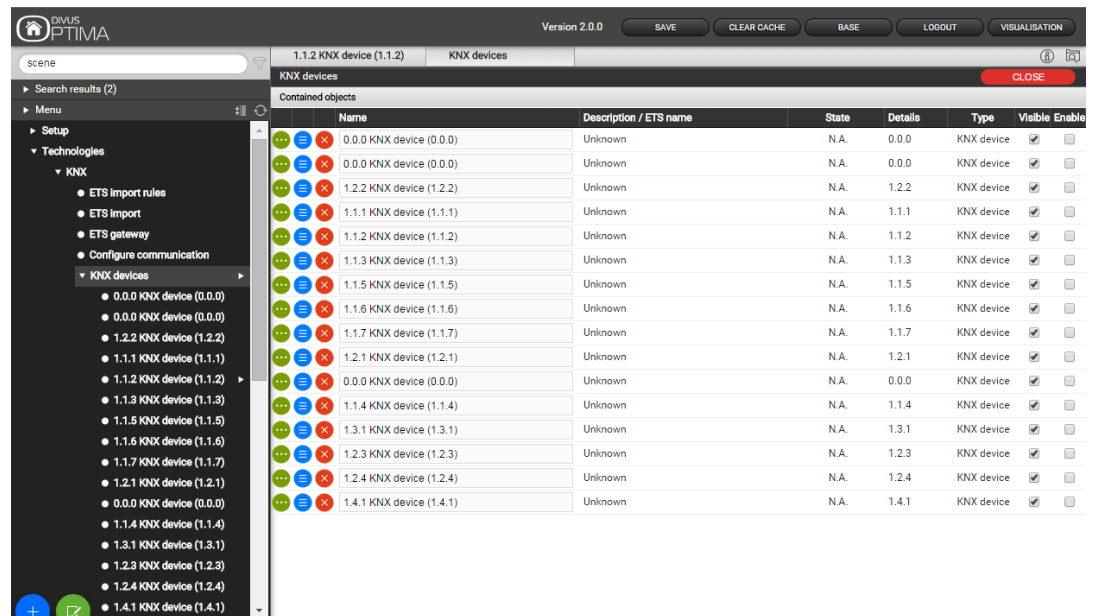 DIVUS
OPTIMA
Version 2.0.0
SAVE
CLEAR CACHE
BASE
LOGOUT
VISUALISATION
scene
Search results (2)
Menu
Setup
Technologies
KNX
ETS import rules
ETS import
ETS gateway
Configure communication
KNX devices
0.0.0 KNX device (0.0.0)
0.0.0 KNX device (0.0.0)
1.2.2 KNX device (1.2.2)
1.1.1 KNX device (1.1.1)
1.1.2 KNX device (1.1.2)
1.1.3 KNX device (1.1.3)
1.1.5 KNX device (1.1.5)
1.1.6 KNX device (1.1.6)
1.1.7 KNX device (1.1.7)
1.2.1 KNX device (1.2.1)
0.0.0 KNX device (0.0.0)
1.1.4 KNX device (1.1.4)
1.3.1 KNX device (1.3.1)
1.2.3 KNX device (1.2.3)
1.2.4 KNX device (1.2.4)
1.4.1 KNX device (1.4.1)
1.1.2 KNX device (1.1.2) KNX devices
KNX devices CLOSE
Contained objects
Name Description / ETS name State Details Type Visible Enable
0.0.0 KNX device (0.0.0) Unknown N.A. 0.0.0 KNX device
0.0.0 KNX device (0.0.0) Unknown N.A. 0.0.0 KNX device
1.2.2 KNX device (1.2.2) Unknown N.A. 1.2.2 KNX device
1.1.1 KNX device (1.1.1) Unknown N.A. 1.1.1 KNX device
1.1.2 KNX device (1.1.2) Unknown N.A. 1.1.2 KNX device
1.1.3 KNX device (1.1.3) Unknown N.A. 1.1.3 KNX device
1.1.5 KNX device (1.1.5) Unknown N.A. 1.1.5 KNX device
1.1.6 KNX device (1.1.6) Unknown N.A. 1.1.6 KNX device
1.1.7 KNX device (1.1.7) Unknown N.A. 1.1.7 KNX device
1.2.1 KNX device (1.2.1) Unknown N.A. 1.2.1 KNX device
0.0.0 KNX device (0.0.0) Unknown N.A. 0.0.0 KNX device
1.1.4 KNX device (1.1.4) Unknown N.A. 1.1.4 KNX device
1.3.1 KNX device (1.3.1) Unknown N.A. 1.3.1 KNX device
1.2.3 KNX device (1.2.3) Unknown N.A. 1.2.3 KNX device
1.2.4 KNX device (1.2.4) Unknown N.A. 1.2.4 KNX device
1.4.1 KNX device (1.4.1) Unknown N.A. 1.4.1 KNX device